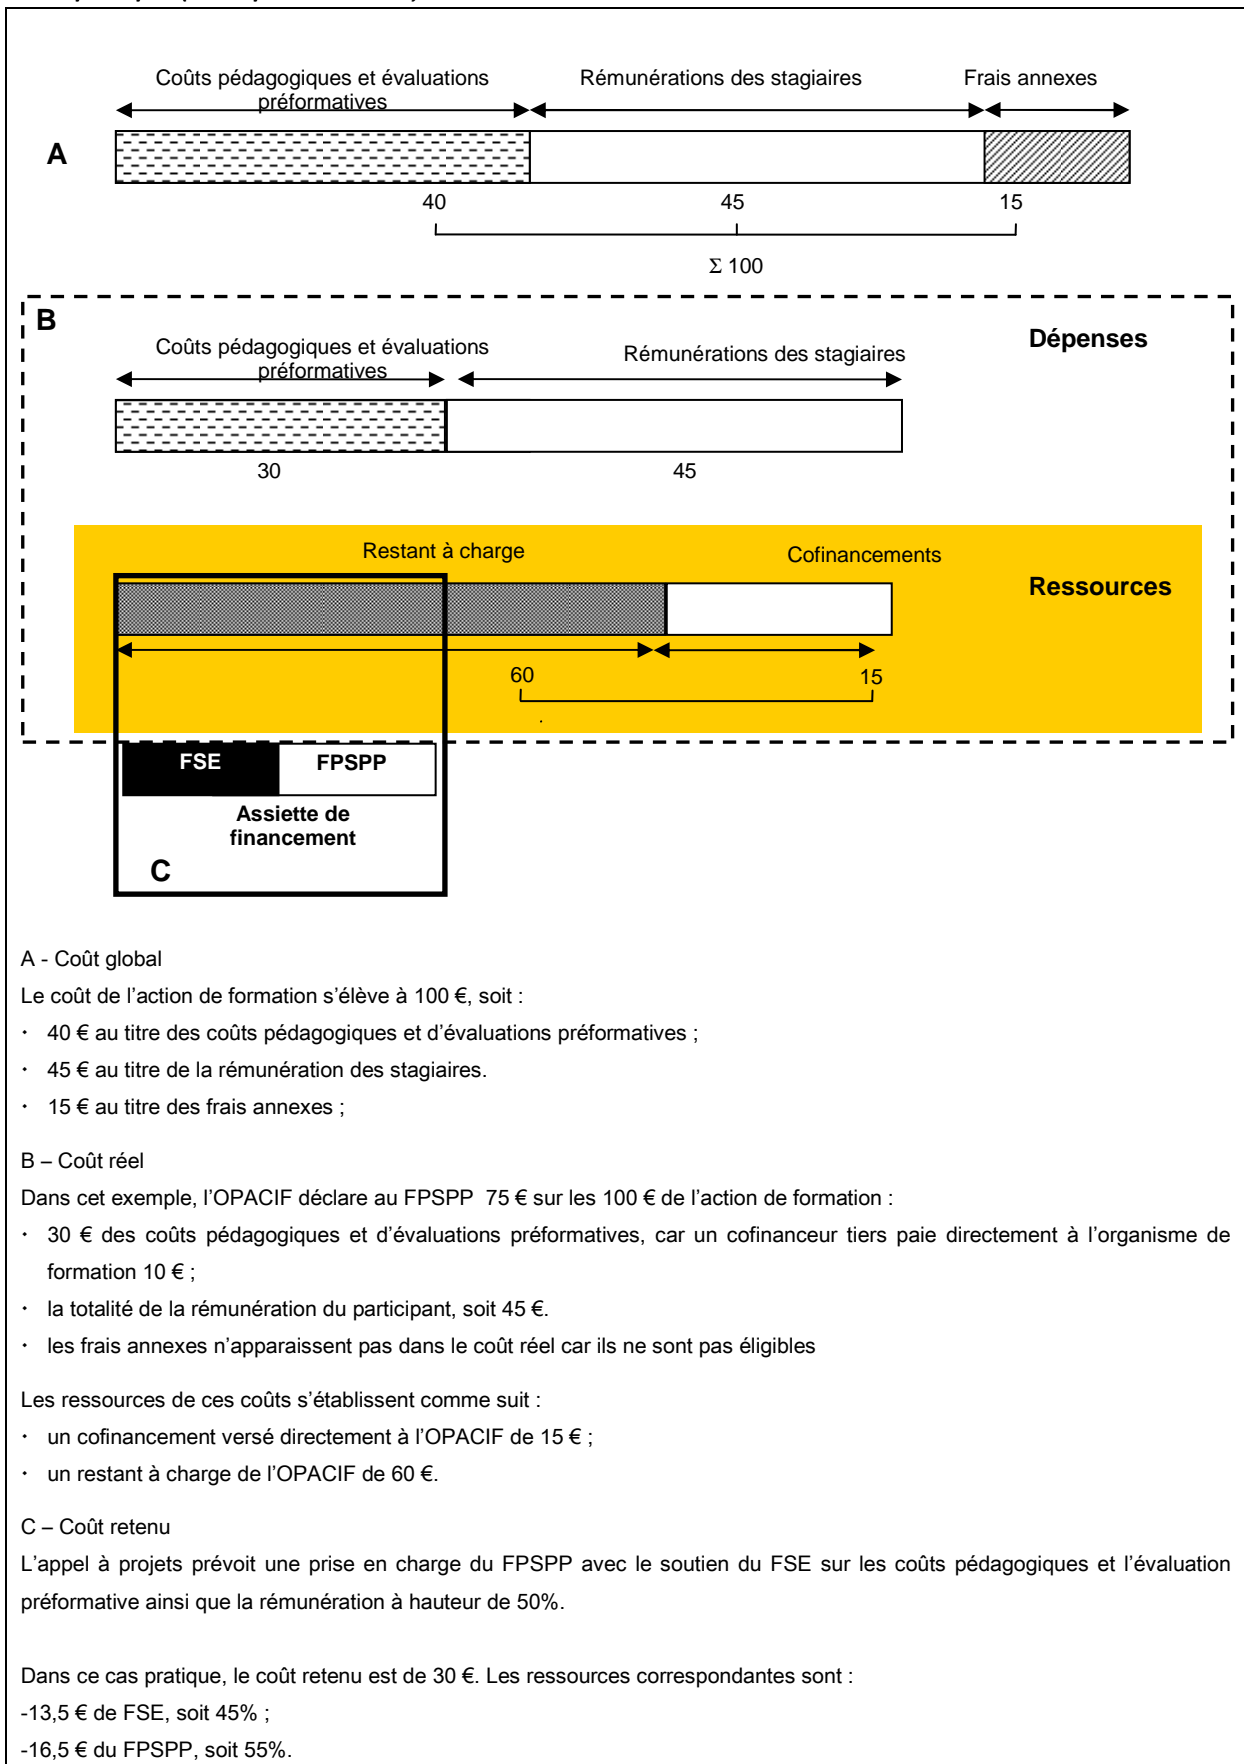 Coûts pédagogiques et évaluations
préformatives
Rémunérations des stagiaires
Frais annexes
A
40
45
15
Σ 100
B
Dépenses
Coûts pédagogiques et évaluations
préformatives
Rémunérations des stagiaires
30
45
Restant à charge
Cofinancements
Ressources
60
15
FSE
FPSPP
Assiette de
financement
C
A - Coût global
Le coût de l'action de formation s'élève à 100 €, soit :
· 40 € au titre des coûts pédagogiques et d'évaluations préformatives ;
· 45 € au titre de la rémunération des stagiaires.
· 15 € au titre des frais annexes ;
B – Coût réel
Dans cet exemple, l'OPACIF déclare au FPSPP 75 € sur les 100 € de l'action de formation :
· 30 € des coûts pédagogiques et d'évaluations préformatives, car un cofinanceur tiers paie directement à l'organisme de
formation 10 € ;
· la totalité de la rémunération du participant, soit 45 €.
· les frais annexes n'apparaissent pas dans le coût réel car ils ne sont pas éligibles
Les ressources de ces coûts s'établissent comme suit :
· un cofinancement versé directement à l'OPACIF de 15 € ;
· un restant à charge de l'OPACIF de 60 €.
C – Coût retenu
L'appel à projets prévoit une prise en charge du FPSPP avec le soutien du FSE sur les coûts pédagogiques et l'évaluation
préformative ainsi que la rémunération à hauteur de 50%.
Dans ce cas pratique, le coût retenu est de 30 €. Les ressources correspondantes sont :
-13,5 € de FSE, soit 45% ;
-16,5 € du FPSPP, soit 55%.